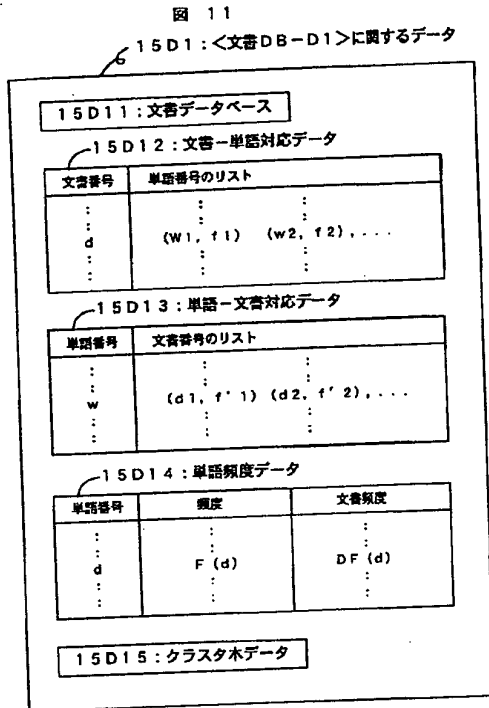 図 11
15D1:<文書DB-D1>に関するデータ
15D11:文書データベース
15D12:文書-単語対応データ
文書番号 単語番号のリスト
: : :
: : :
d (W1, f1) (w2, f2),...
: : :
: : :
15D13:単語-文書対応データ
単語番号 文書番号のリスト
: : :
: : :
w (d1, f'1) (d2, f'2),...
: : :
: : :
15D14:単語頻度データ
単語番号 頻度 文書頻度
: : :
: : :
d F(d) DF(d)
: : :
: : :
15D15:クラスタ木データ